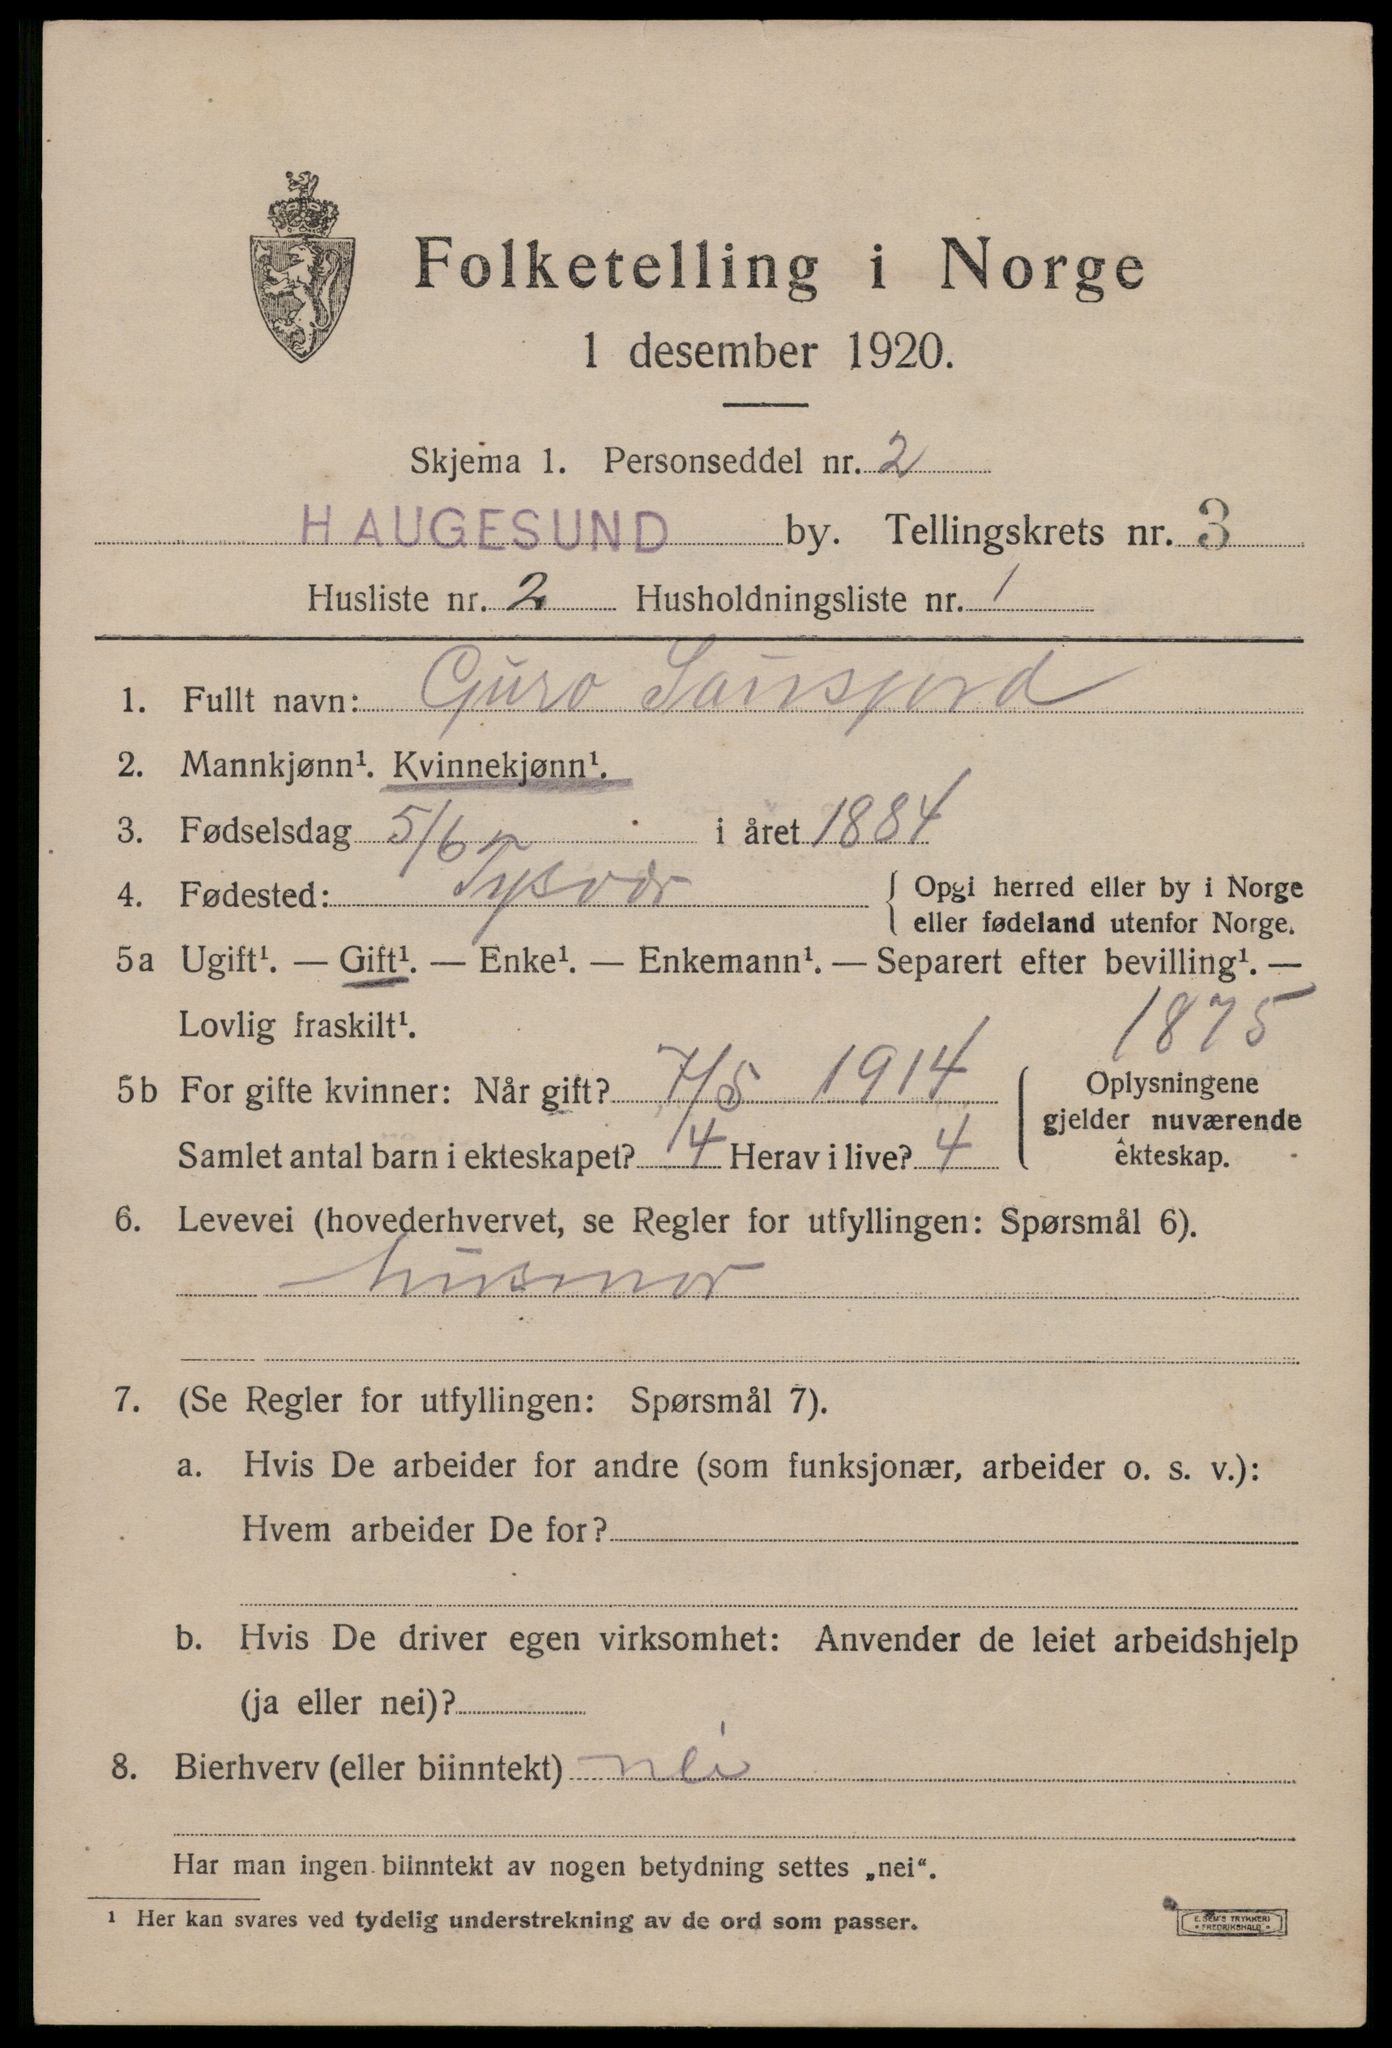 Folketelling i Norge
1 desember 1920.
Skjema 1. Personseddel nr. 2
HAUGESUND by. Tellingskrets nr. 3
Husliste nr. 2 Husholdningsliste nr. 1
1. Fullt navn: Guro
2. Mannkjønn¹. Kvinnekjønn¹.
3. Fødselsdag 5/6 i året 1884
4. Fødested: Tysvær { Opgi herred eller by i Norge
eller fødeland utenfor Norge.
5a Ugift¹. — Gift¹. — Enke¹. — Enkemann¹. — Separert efter bevilling¹. —
Lovlig fraskilt¹.
1875
5b For gifte kvinner: Når gift? 7/5 1914 { Oplysningene
gjelder nuværende
Samlet antal barn i ekteskapet? 4 Herav i live? 4 ekteskap.
6. Levevei (hovederhvervet, se Regler for utfyllingen: Spørsmål 6).
husmor
7. (Se Regler for utfyllingen: Spørsmål 7).
a. Hvis De arbeider for andre (som funksjonær, arbeider o. s. v.):
Hvem arbeider De for?
b. Hvis De driver egen virksomhet: Anvender de leiet arbeidshjelp
(ja eller nei)?
8. Bierhverv (eller biinntekt) nei
Har man ingen biinntekt av nogen betydning settes „nei“.
¹ Her kan svares ved tydelig understrekning av de ord som passer.
E. SEM'S TRYKKERI
• FREDRIKSHALD •